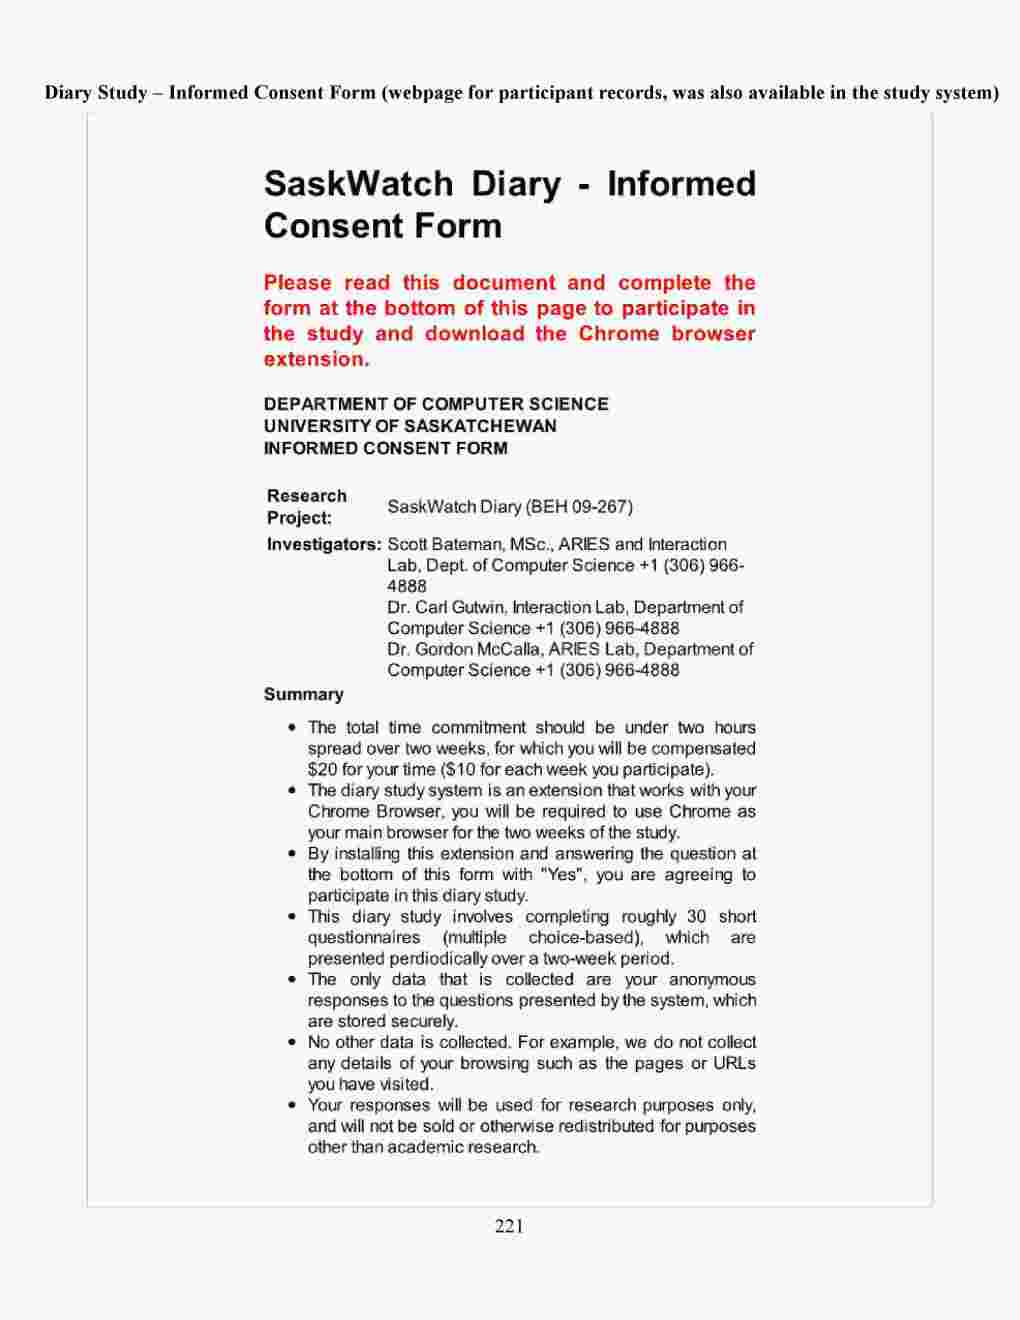 Diary Study – Informed Consent Form (webpage for participant records, was also available in the study system)
SaskWatch Diary - Informed
Consent Form
Please read this document and complete the
form at the bottom of this page to participate in
the study and download the Chrome browser
extension.
DEPARTMENT OF COMPUTER SCIENCE
UNIVERSITY OF SASKATCHEWAN
INFORMED CONSENT FORM
Research
Project:
SaskWatch Diary (BEH 09-267)
Investigators: Scott Bateman, MSc., ARIES and Interaction
Lab, Dept. of Computer Science +1 (306) 966-
4888
Dr. Carl Gutwin, Interaction Lab, Department of
Computer Science +1 (306) 966-4888
Dr. Gordon McCalla, ARIES Lab, Department of
Computer Science +1 (306) 966-4888
Summary
• The total time commitment should be under two hours
spread over two weeks, for which you will be compensated
$20 for your time ($10 for each week you participate).
• The diary study system is an extension that works with your
Chrome Browser, you will be required to use Chrome as
your main browser for the two weeks of the study.
• By installing this extension and answering the question at
the bottom of this form with "Yes", you are agreeing to
participate in this diary study.
• This diary study involves completing roughly 30 short
questionnaires (multiple choice-based), which are
presented perdiodically over a two-week period.
• The only data that is collected are your anonymous
responses to the questions presented by the system, which
are stored securely.
• No other data is collected. For example, we do not collect
any details of your browsing such as the pages or URLs
you have visited.
• Your responses will be used for research purposes only,
and will not be sold or otherwise redistributed for purposes
other than academic research.
221